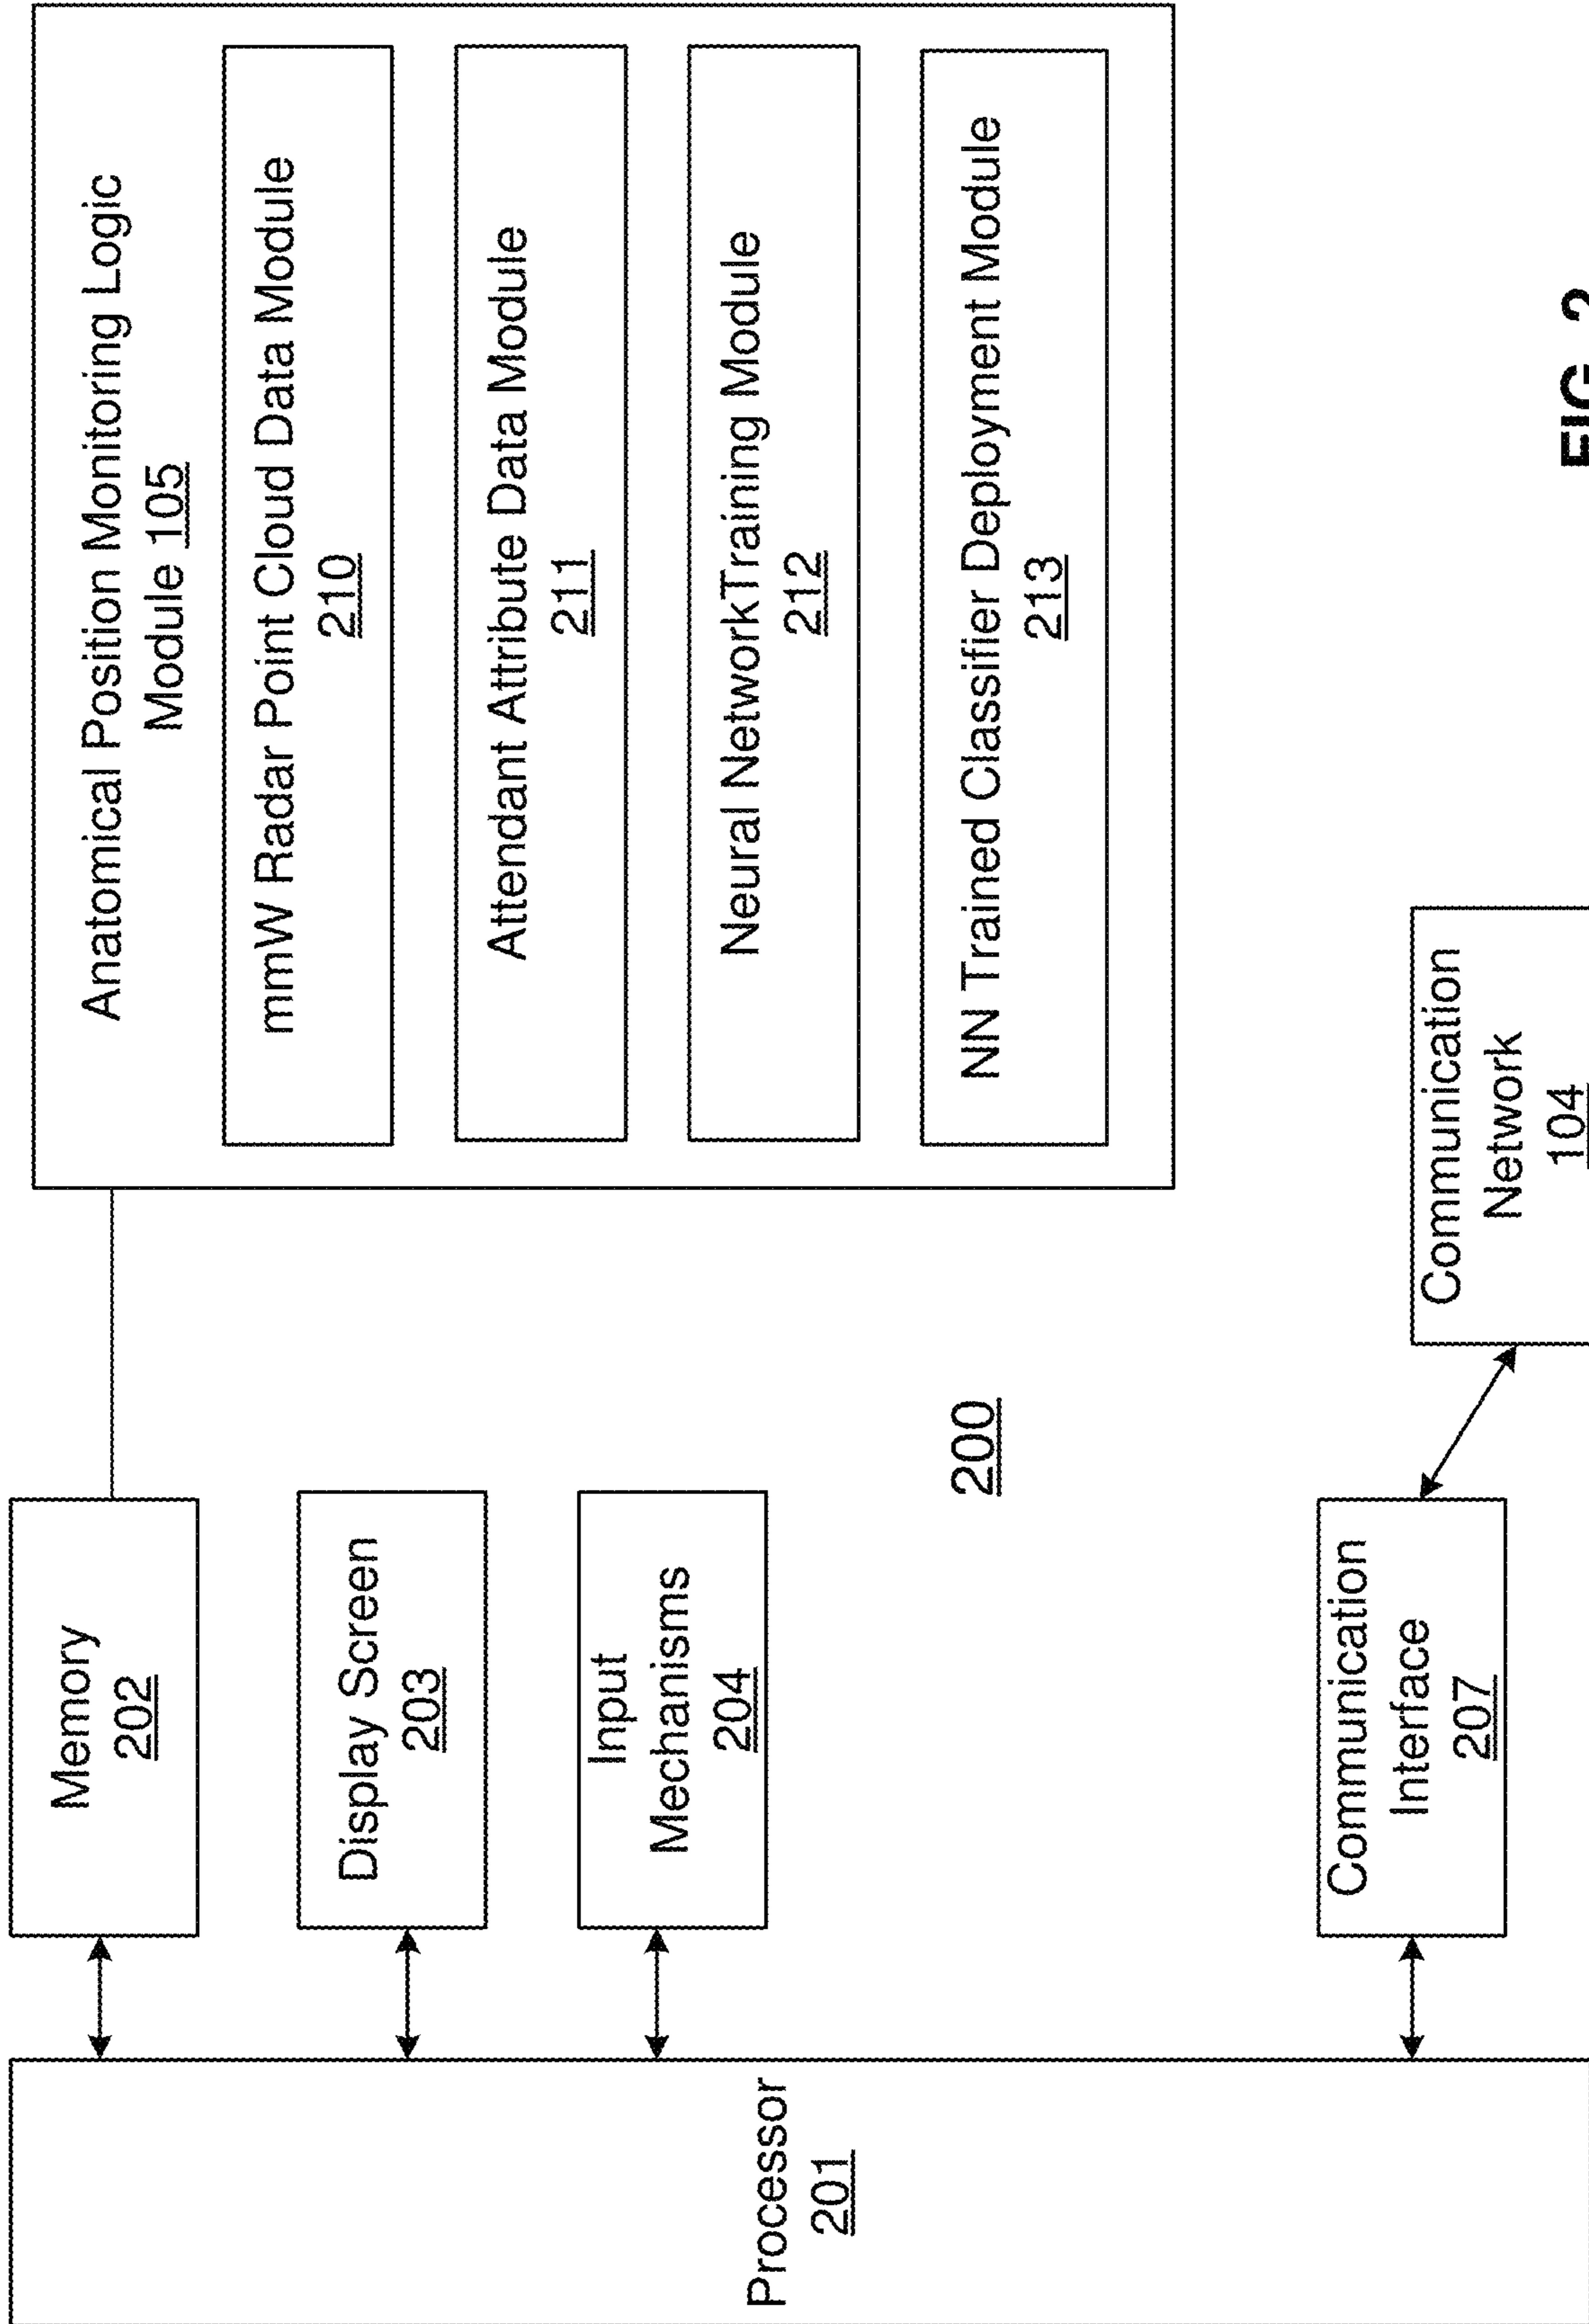 Processor
201
Memory
202
Display Screen
203
Input
Mechanisms
204
Communication
Interface
207
200
Communication
Network
104
Anatomical Position Monitoring Logic
Module 105
mmW Radar Point Cloud Data Module
210
Attendant Attribute Data Module
211
Neural NetworkTraining Module
212
NN Trained Classifier Deployment Module
213
FIG. 2